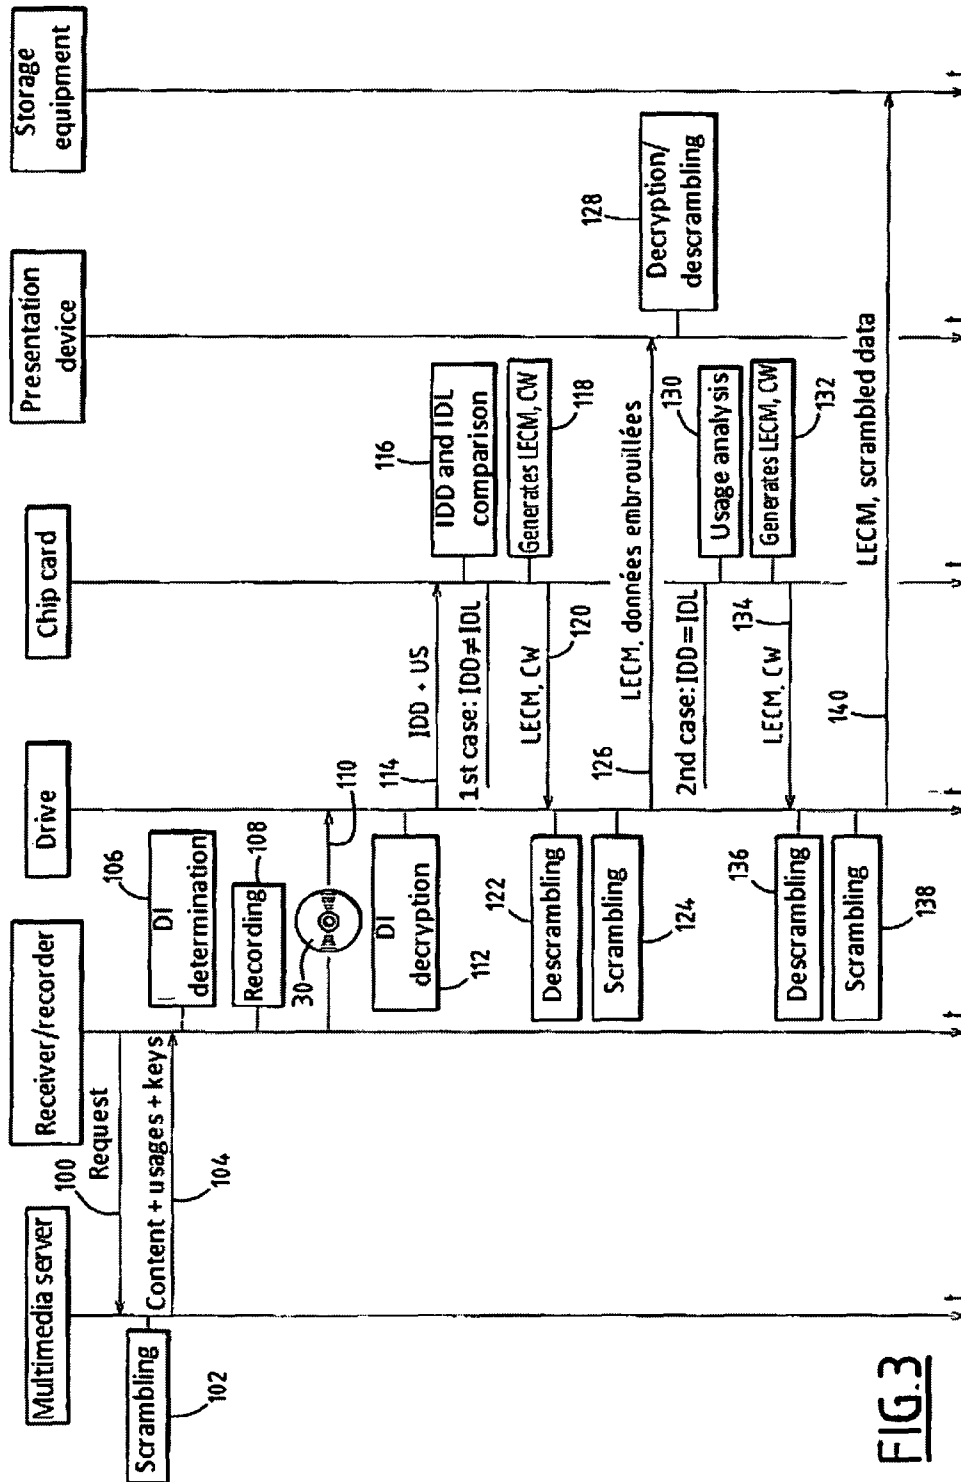 Multimedia server
Receiver/recorder
Drive
Chip card
Presentation
device
Storage
equipment
100
Request
Scrambling
102
Content + usages + keys
104
106
DI
determination
Recording
108
30
110
DI
decryption
112
114
IDD + US
116
IDD and IDL
comparison
1st case: IDD≠IDL
Generates LECM, CW
118
LECM, CW
120
Descrambling
122
Scrambling
124
126
LECM, données embrouillées
128
Decryption/
descrambling
2nd case: IDD=IDL
130
Usage analysis
Generates LECM, CW
132
LECM, CW
134
136
Descrambling
Scrambling
138
140
LECM, scrambled data
t
t
t
t
t
t
FIG.3